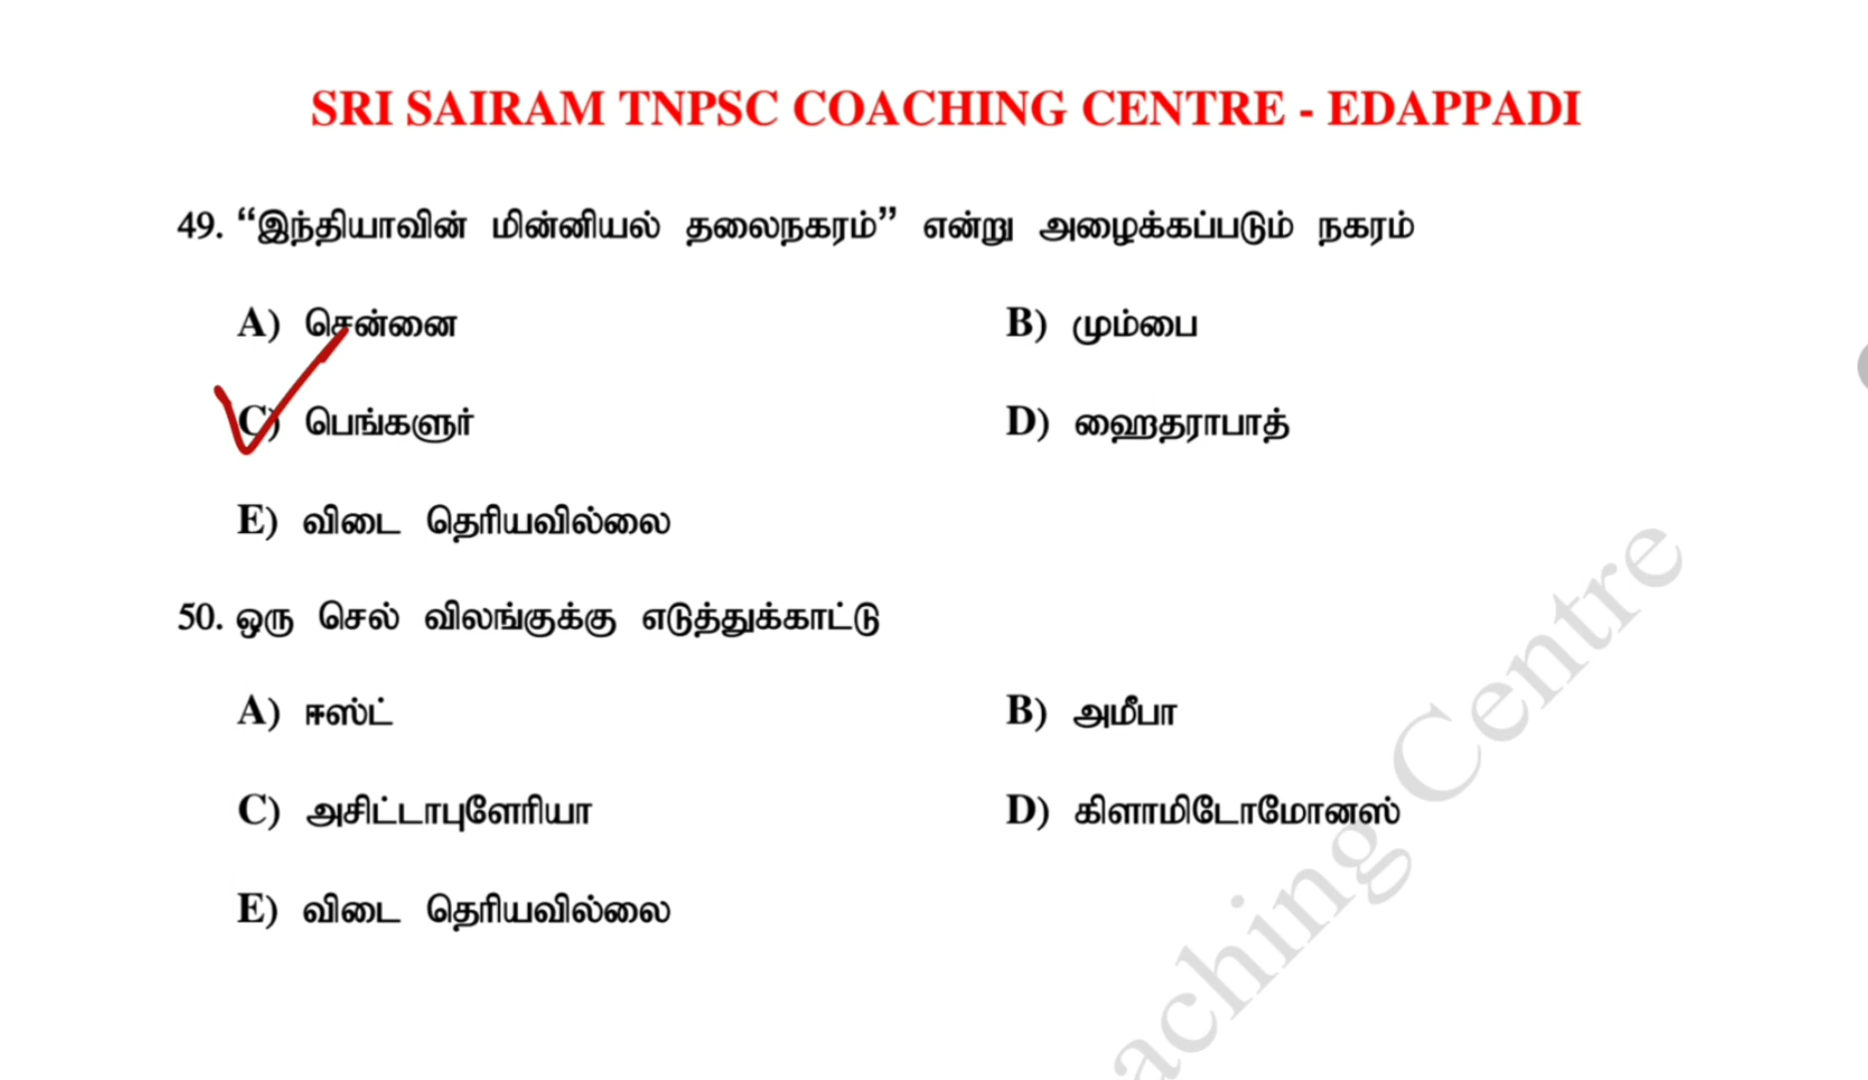 SRI SAIRAM TNPSC COACHING CENTRE - EDAPPADI
49. “இந்தியாவின் மின்னியல் தலைநகரம்” என்று அழைக்கப்படும் நகரம்
A) சென்னை B) மும்பை
C) பெங்களுர் D) ஹைதராபாத்
E) விடை தெரியவில்லை
50. ஒரு செல் விலங்குக்கு எடுத்துக்காட்டு
A) ஈஸ்ட் B) அமீபா
C) அசிட்டாபுளேரியா D) கிளாமிடோமோனஸ்
E) விடை தெரியவில்லை
aching Centre